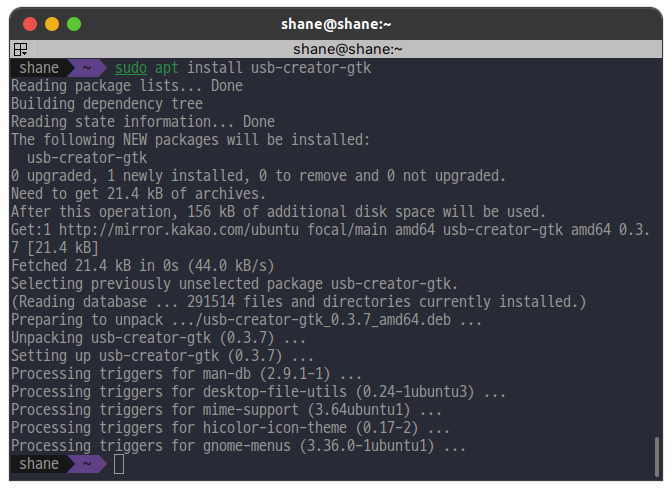 shane@shane:~
shane@shane:~
shane ~ sudo apt install usb-creator-gtk
Reading package lists... Done
Building dependency tree
Reading state information... Done
The following NEW packages will be installed:
  usb-creator-gtk
0 upgraded, 1 newly installed, 0 to remove and 0 not upgraded.
Need to get 21.4 kB of archives.
After this operation, 156 kB of additional disk space will be used.
Get:1 http://mirror.kakao.com/ubuntu focal/main amd64 usb-creator-gtk amd64 0.3.
7 [21.4 kB]
Fetched 21.4 kB in 0s (44.0 kB/s)
Selecting previously unselected package usb-creator-gtk.
(Reading database ... 291514 files and directories currently installed.)
Preparing to unpack .../usb-creator-gtk_0.3.7_amd64.deb ...
Unpacking usb-creator-gtk (0.3.7) ...
Setting up usb-creator-gtk (0.3.7) ...
Processing triggers for man-db (2.9.1-1) ...
Processing triggers for desktop-file-utils (0.24-1ubuntu3) ...
Processing triggers for mime-support (3.64ubuntu1) ...
Processing triggers for hicolor-icon-theme (0.17-2) ...
Processing triggers for gnome-menus (3.36.0-1ubuntu1) ...
shane ~